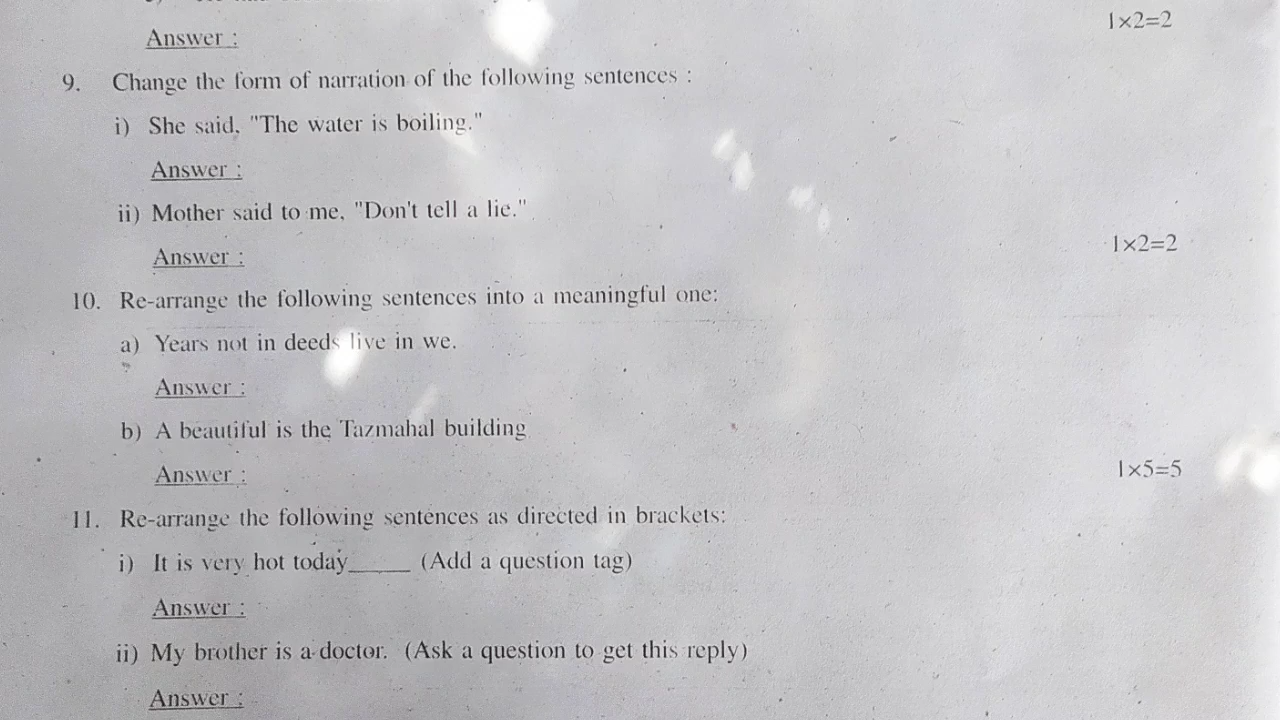 1×2=2
Answer :
9. Change the form of narration of the following sentences :
i) She said, "The water is boiling."
Answer :
ii) Mother said to me, "Don't tell a lie."
1×2=2
Answer :
10. Re-arrange the following sentences into a meaningful one:
a) Years not in deeds live in we.
Answer :
b) A beautiful is the Tazmahal building
1×5=5
Answer :
11. Re-arrange the following sentences as directed in brackets:
i) It is very hot today_____ (Add a question tag)
Answer :
ii) My brother is a doctor. (Ask a question to get this reply)
Answer :